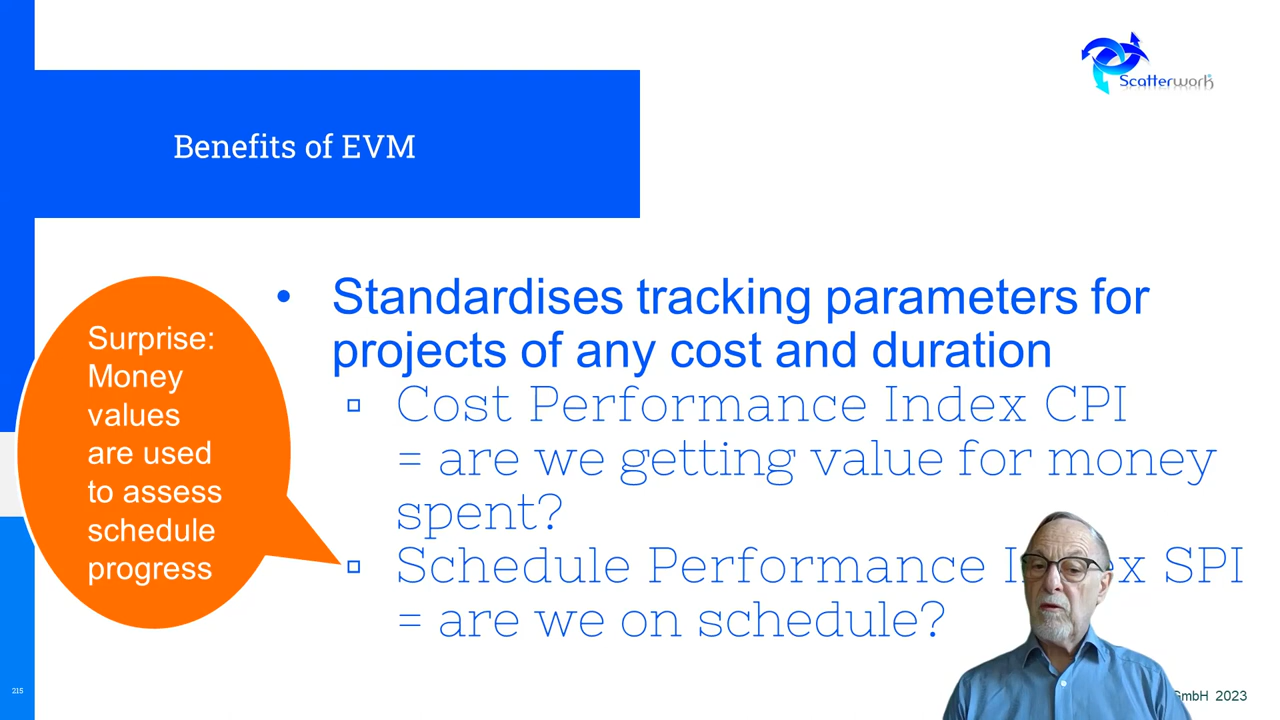 Scatterwork
Benefits of EVM
Surprise:
Money
values
are used
to assess
schedule
progress
• Standardises tracking parameters for
projects of any cost and duration
Cost Performance Index CPI
= are we getting value for money
spent?
Schedule Performance SPI
= are we on schedule?
215
GmbH 2023